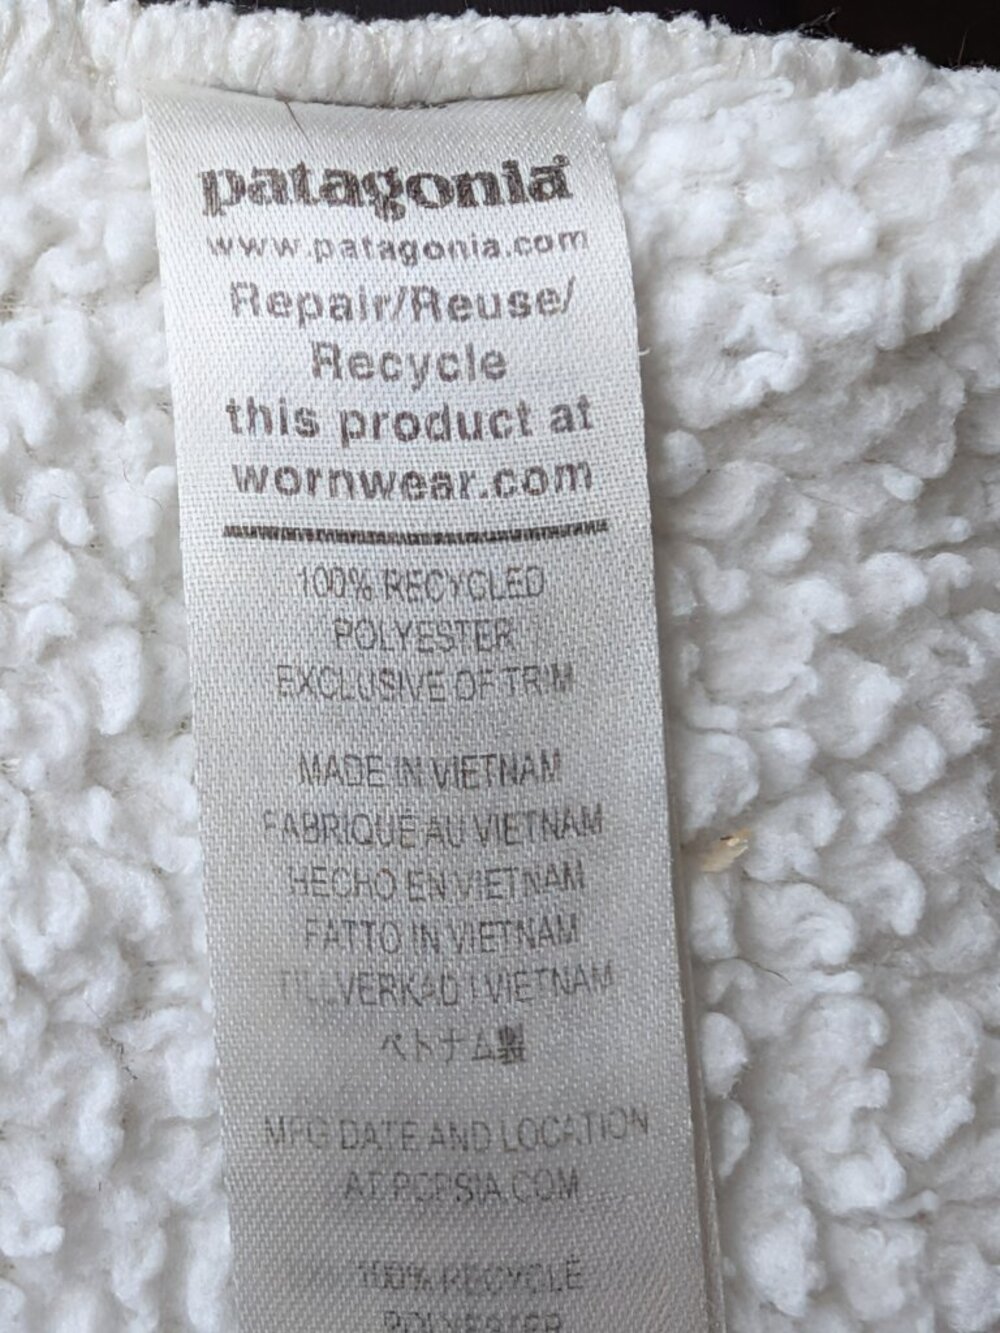 patagonia®
www.patagonia.com
Repair/Reuse/
Recycle
this product at
wornwear.com
100% RECYCLED
POLYESTER
EXCLUSIVE OF TRIM
MADE IN VIETNAM
FABRIQUÉ AU VIETNAM
HECHO EN VIETNAM
FATTO IN VIETNAM
TILLVERKAD I VIETNAM
ベトナム製
MFG DATE AND LOCATION
AT PCPSIA.COM
100% RECYCLÉ
POLYESTER